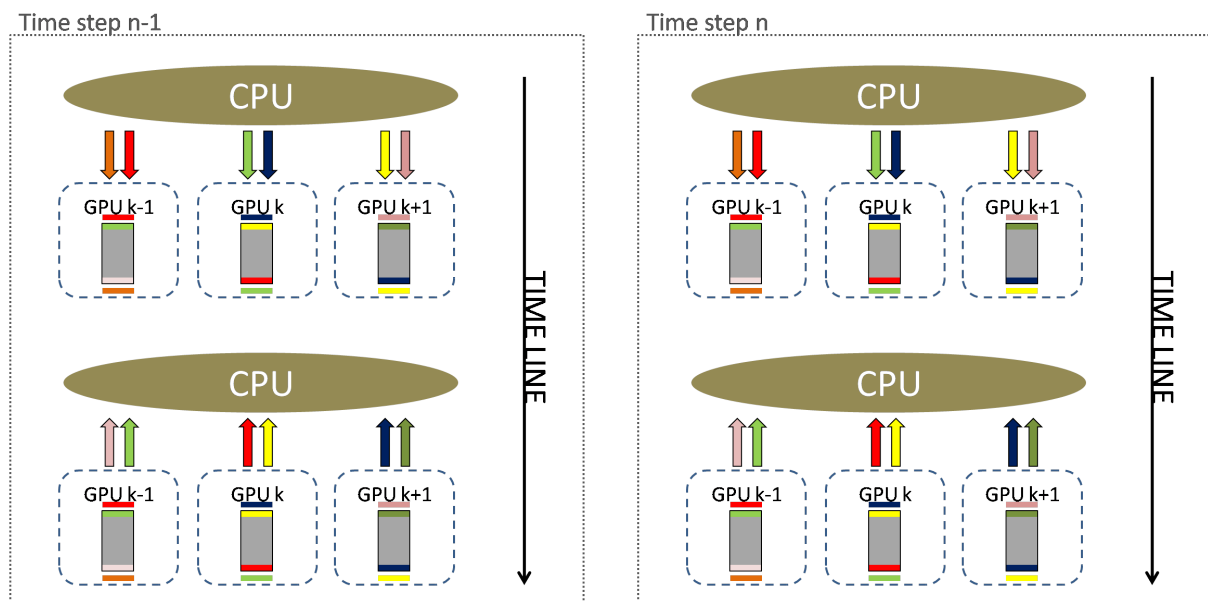 Time step n-1
CPU
GPU k-1
GPU k
GPU k+1
TIME LINE
CPU
GPU k-1
GPU k
GPU k+1
Time step n
CPU
GPU k-1
GPU k
GPU k+1
TIME LINE
CPU
GPU k-1
GPU k
GPU k+1